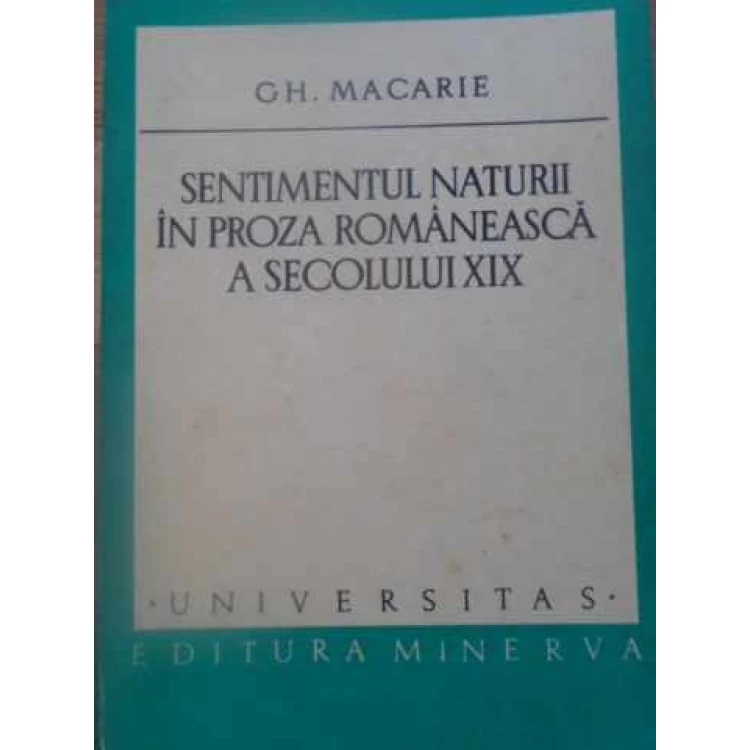 GH. MACARIE
SENTIMENTUL NATURII
ÎN PROZA ROMÂNEASCĂ
A SECOLULUI XIX
·UNIVERSITAS·
EDITURA MINERVA